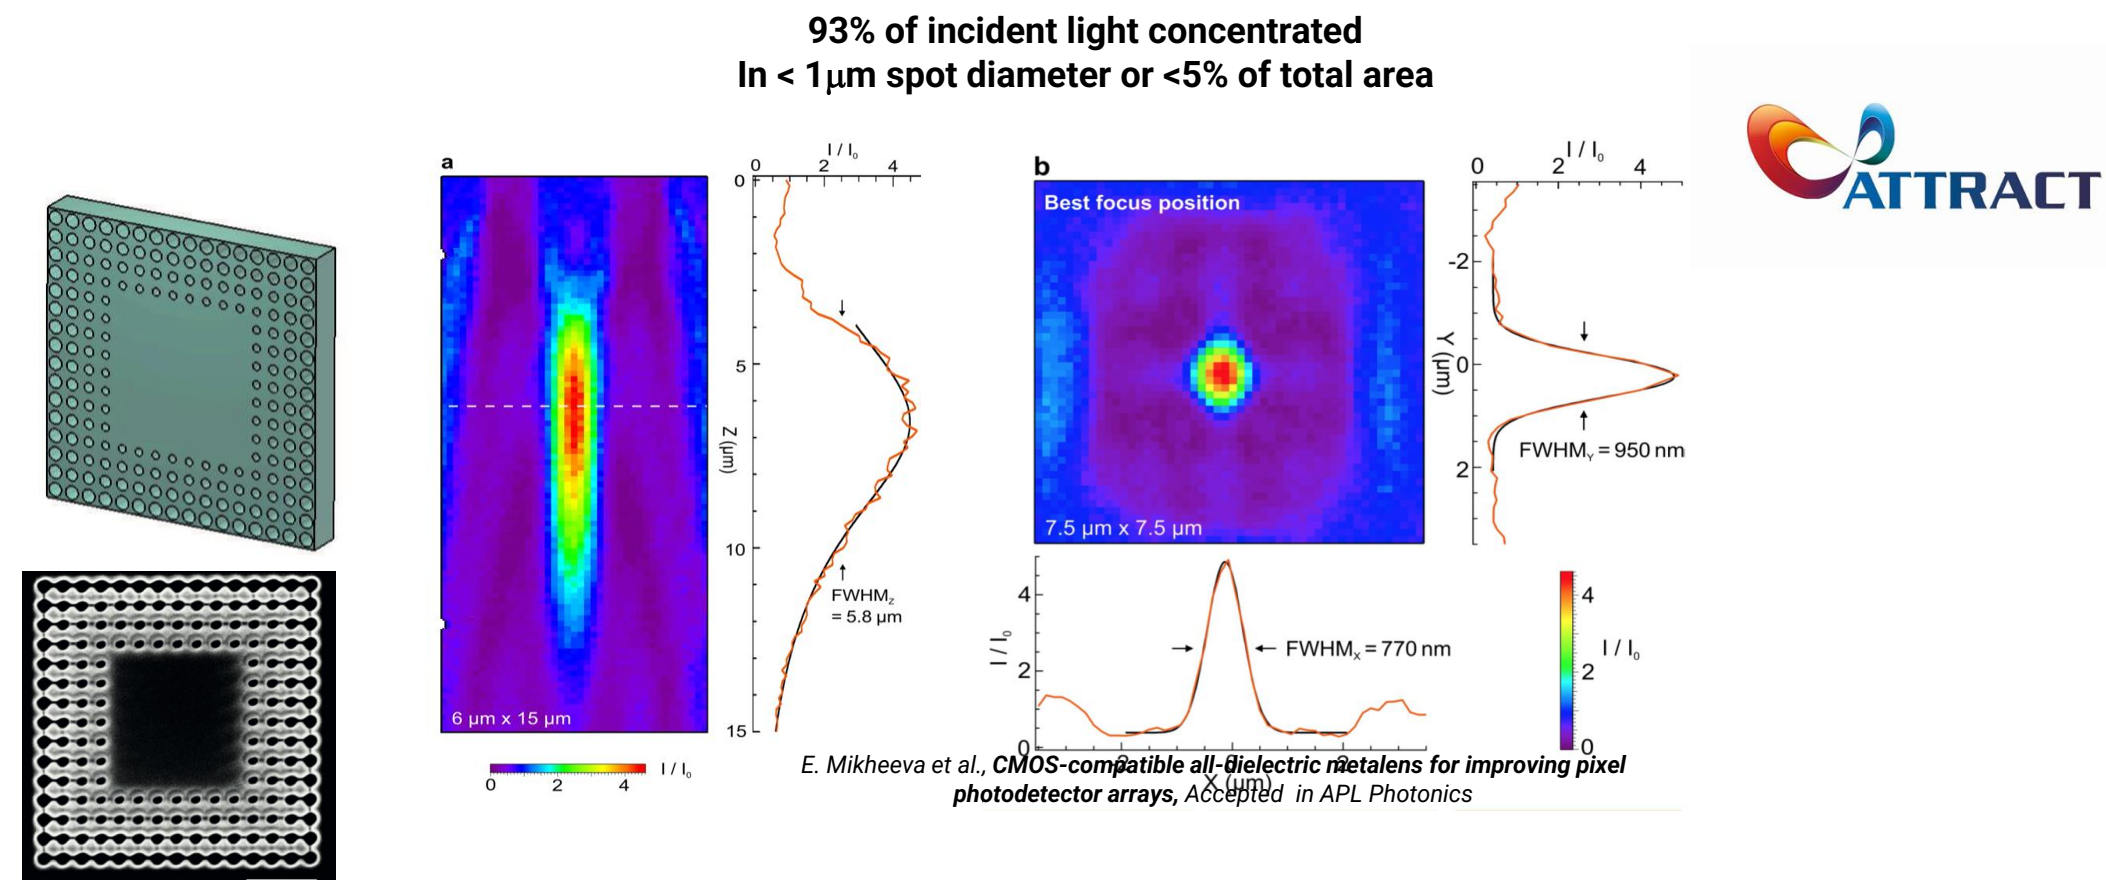 93% of incident light concentrated
In < 1μm spot diameter or <5% of total area
ATTRACT
a
I / I₀
0 2 4
0
5
10
15
Z (μm)
FWHM_Z
= 5.8 μm
6 μm x 15 μm
0 2 4
I / I₀
b
Best focus position
7.5 μm x 7.5 μm
I / I₀
0 2 4
-2
0
2
Y (μm)
FWHM_Y = 950 nm
I / I₀
4
2
0
FWHM_X = 770 nm
-2 0 2
X (μm)
4
2
0
I / I₀
E. Mikheeva et al., CMOS-compatible all-dielectric metalens for improving pixel
photodetector arrays, Accepted in APL Photonics